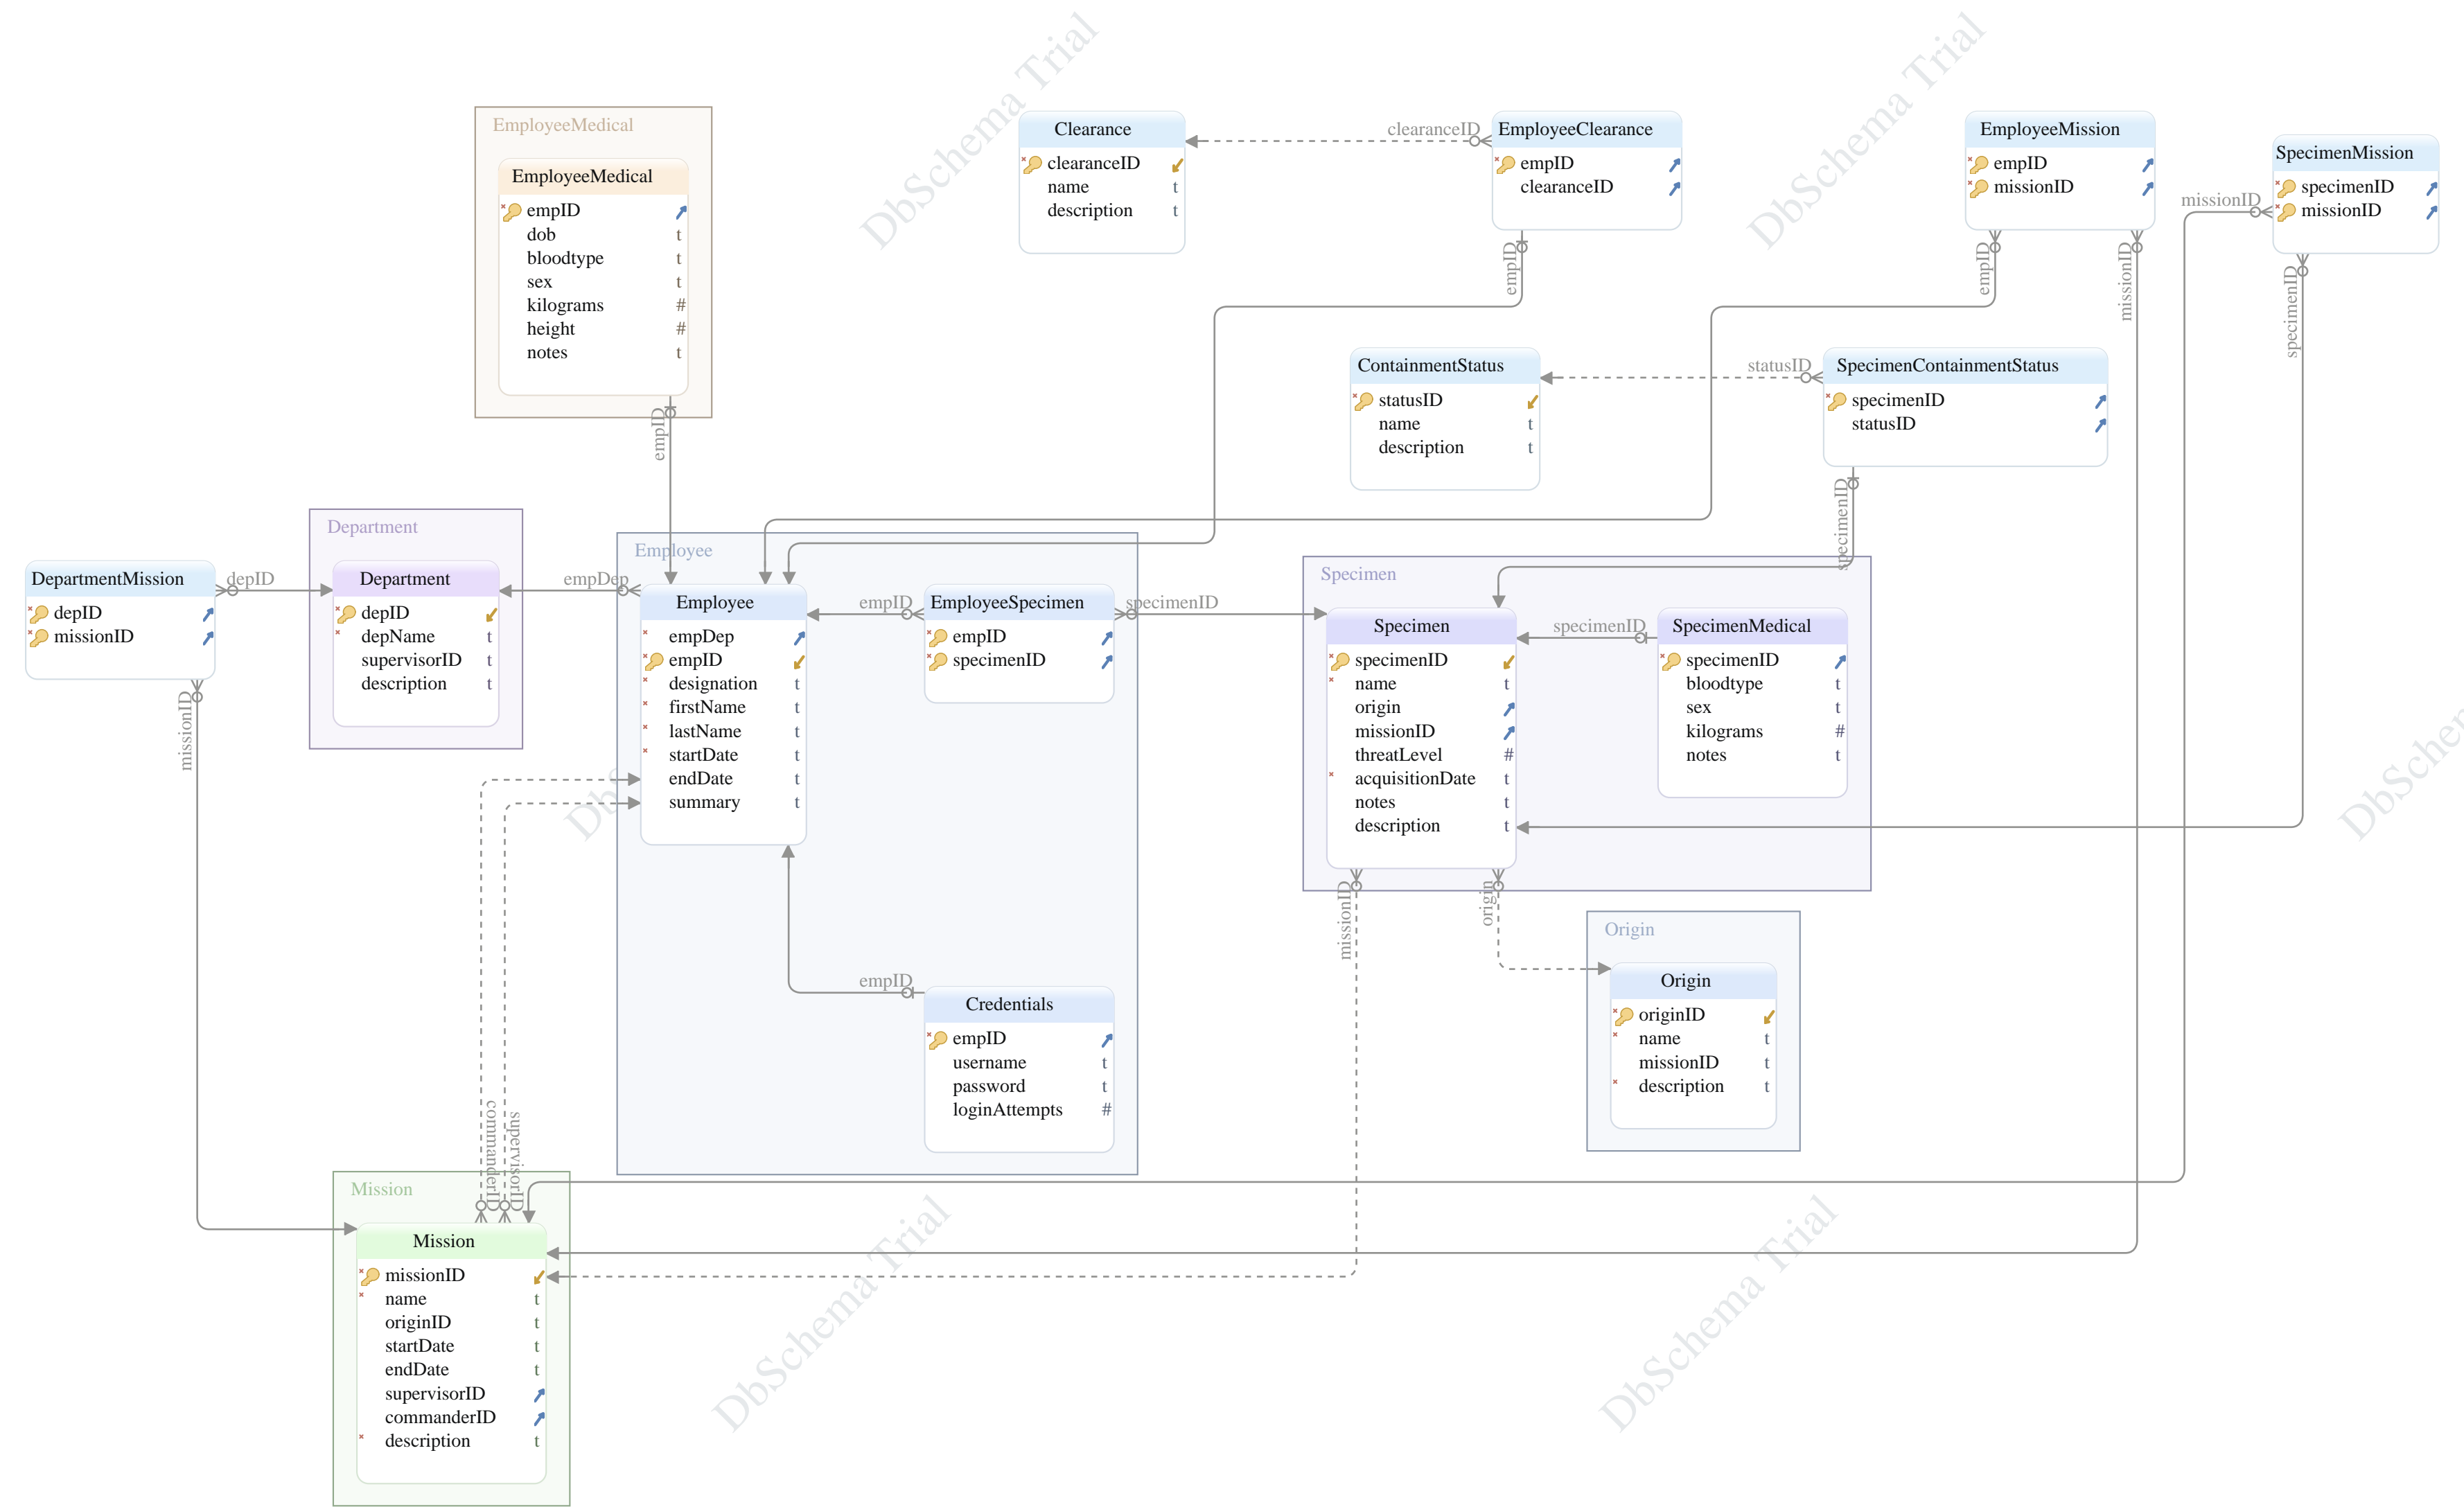 DbSchema Trial
DbSchema Trial
EmployeeMedical
EmployeeMedical
empID
dob t
bloodtype t
sex t
kilograms #
height #
notes t
empID
Clearance
clearanceID
name t
description t
clearanceID
EmployeeClearance
empID
clearanceID
empID
EmployeeMission
empID
missionID
empID
missionID
SpecimenMission
specimenID
missionID
missionID
specimenID
ContainmentStatus
statusID
name t
description t
statusID
SpecimenContainmentStatus
specimenID
statusID
specimenID
DepartmentMission
depID
missionID
depID
missionID
Department
Department
depID
depName t
supervisorID t
description t
empDep
Employee
Employee
empDep
empID
designation t
firstName t
lastName t
startDate t
endDate t
summary t
empID
EmployeeSpecimen
empID
specimenID
specimenID
Specimen
Specimen
specimenID
name t
origin
missionID
threatLevel #
acquisitionDate t
notes t
description t
specimenID
SpecimenMedical
specimenID
bloodtype t
sex t
kilograms #
notes t
DbSchem
Dbs
missionID
origin
empID
Credentials
empID
username t
password t
loginAttempts #
Origin
Origin
originID
name t
missionID t
description t
commanderID
supervisorID
Mission
Mission
missionID
name t
originID t
startDate t
endDate t
supervisorID
commanderID
description t
DbSchema Trial
DbSchema Trial